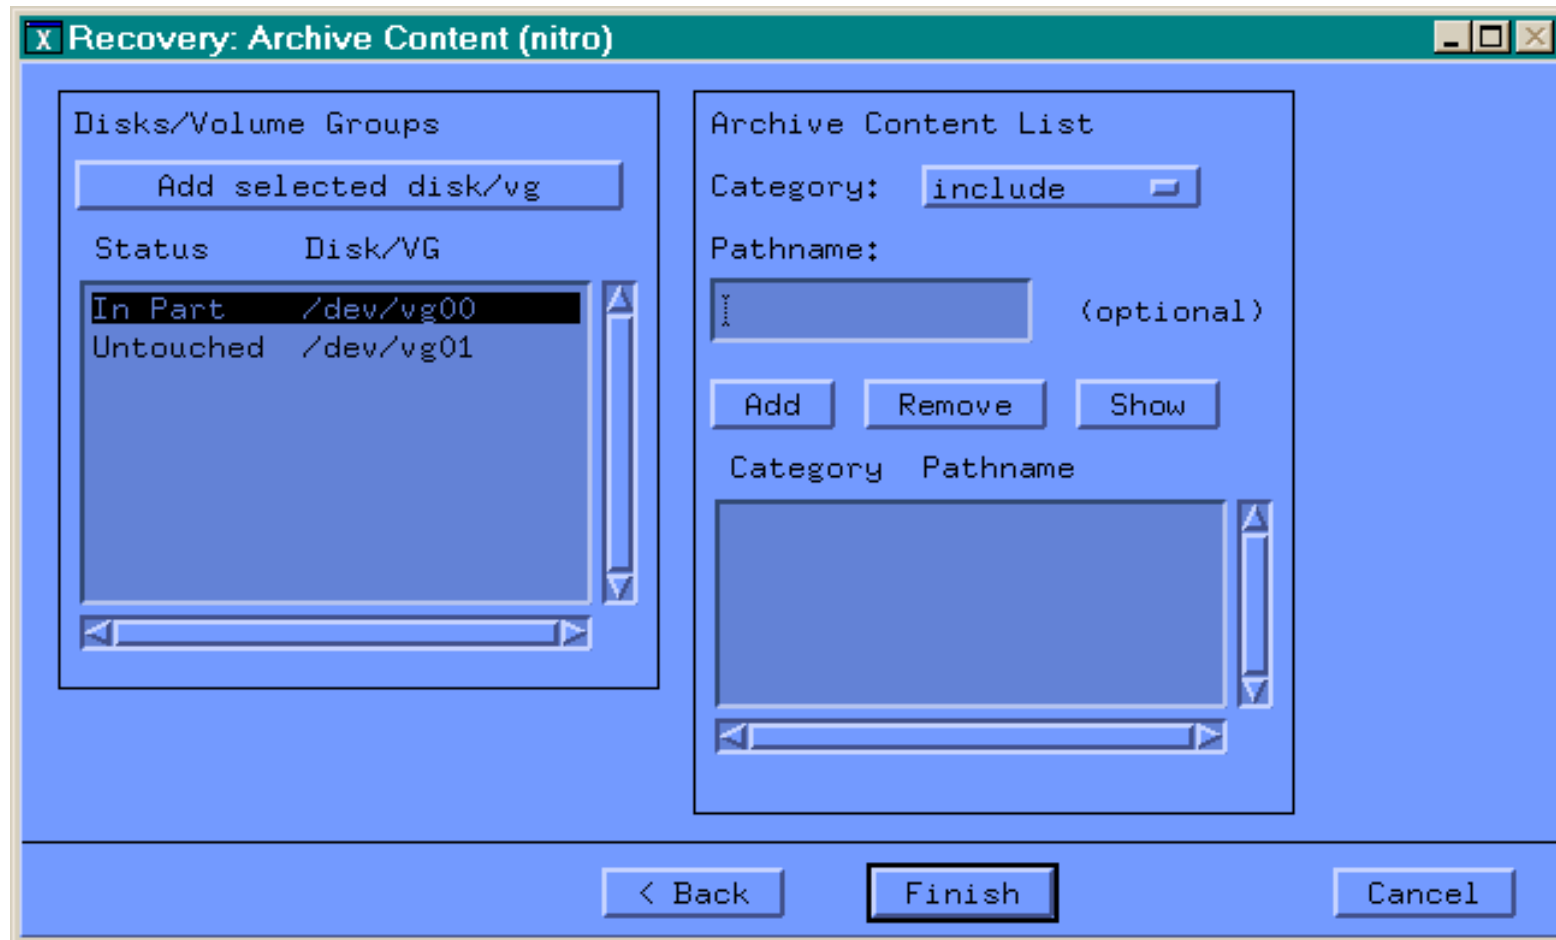 X Recovery: Archive Content (nitro)
Disks/Volume Groups
Add selected disk/vg
Status Disk/VG
In Part /dev/vg00
Untouched /dev/vg01
Archive Content List
Category: include
Pathname:
(optional)
Add Remove Show
Category Pathname
< Back Finish Cancel